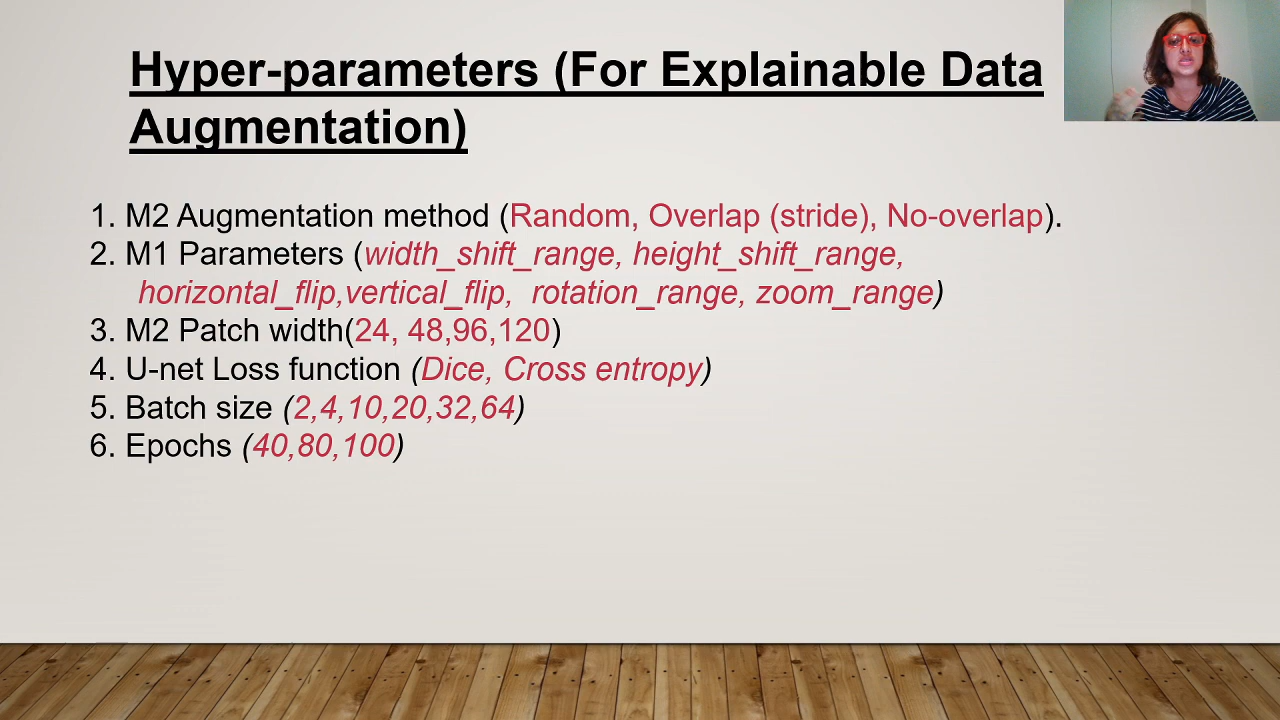 Hyper-parameters (For Explainable Data
Augmentation)
1. M2 Augmentation method (Random, Overlap (stride), No-overlap).
2. M1 Parameters (width_shift_range, height_shift_range,
horizontal_flip,vertical_flip, rotation_range, zoom_range)
3. M2 Patch width(24, 48,96,120)
4. U-net Loss function (Dice, Cross entropy)
5. Batch size (2,4,10,20,32,64)
6. Epochs (40,80,100)